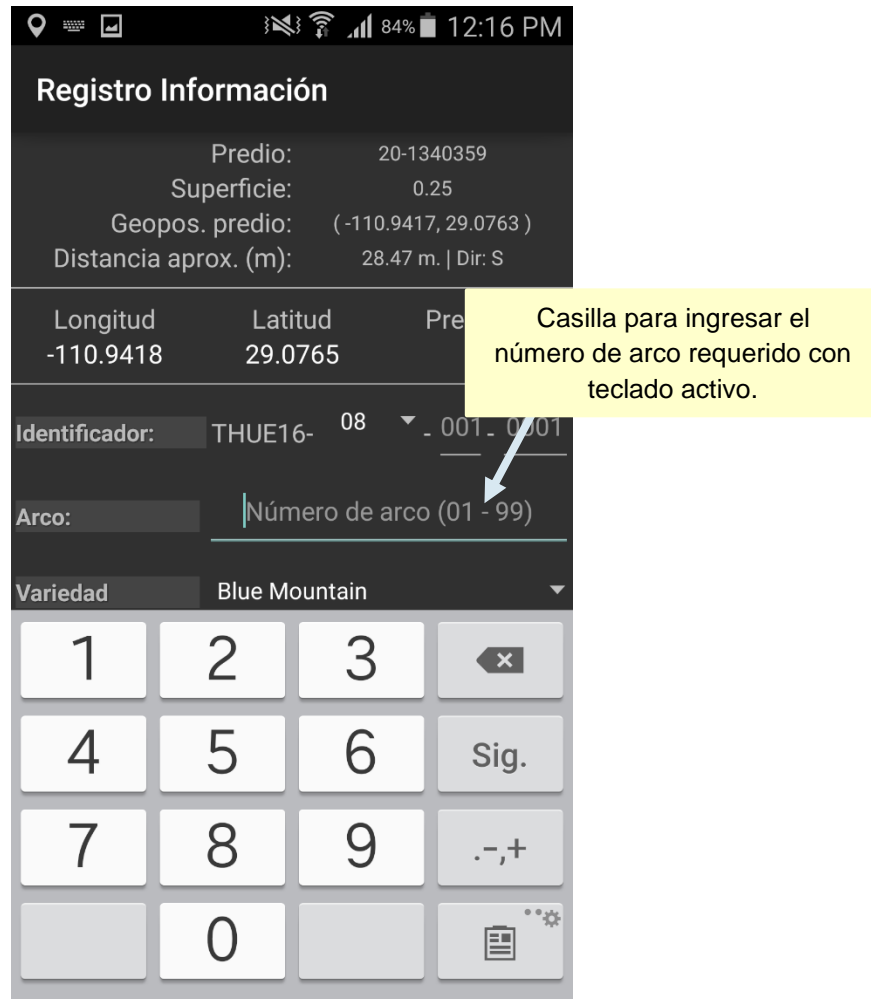 84% 12:16 PM
Registro Información
Predio: 20-1340359
Superficie: 0.25
Geopos. predio: ( -110.9417, 29.0763 )
Distancia aprox. (m): 28.47 m. | Dir: S
Longitud Latitud Pre
-110.9418 29.0765
Casilla para ingresar el
número de arco requerido con
teclado activo.
Identificador: THUE16- 08 - 001 - 0001
Arco: Número de arco (01 - 99)
Variedad Blue Mountain
1 2 3
4 5 6 Sig.
7 8 9 .-,+
0